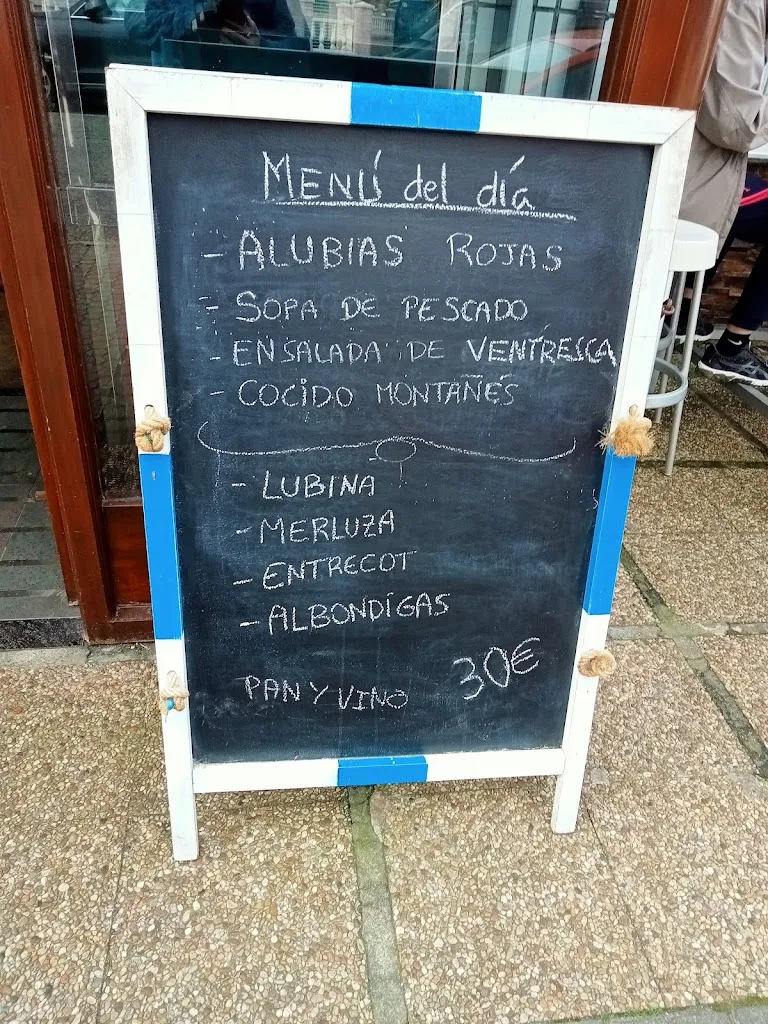 MENÚ del día
- ALUBIAS ROJAS
- SOPA DE PESCADO
- ENSALADA DE VENTRESCA
- COCIDO MONTAÑÉS
- LUBINA
- MERLUZA
- ENTRECOT
- ALBONDIGAS
PAN Y VINO 30€